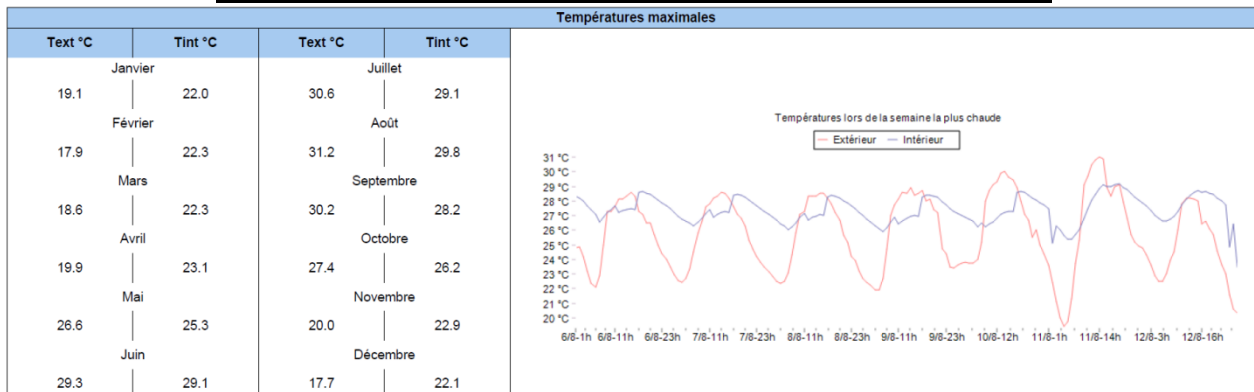 Températures maximales
Text °C Tint °C Text °C Tint °C
Janvier Juillet
19.1 22.0 30.6 29.1
Février Août
17.9 22.3 31.2 29.8
Mars Septembre
18.6 22.3 30.2 28.2
Avril Octobre
19.9 23.1 27.4 26.2
Mai Novembre
26.6 25.3 20.0 22.9
Juin Décembre
29.3 29.1 17.7 22.1
Températures lors de la semaine la plus chaude
Extérieur Intérieur
31 °C
30 °C
29 °C
28 °C
27 °C
26 °C
25 °C
24 °C
23 °C
22 °C
21 °C
20 °C
6/8-1h 6/8-11h 6/8-23h 7/8-11h 7/8-23h 8/8-11h 8/8-23h 9/8-11h 9/8-23h 10/8-12h 11/8-1h 11/8-14h 12/8-3h 12/8-16h